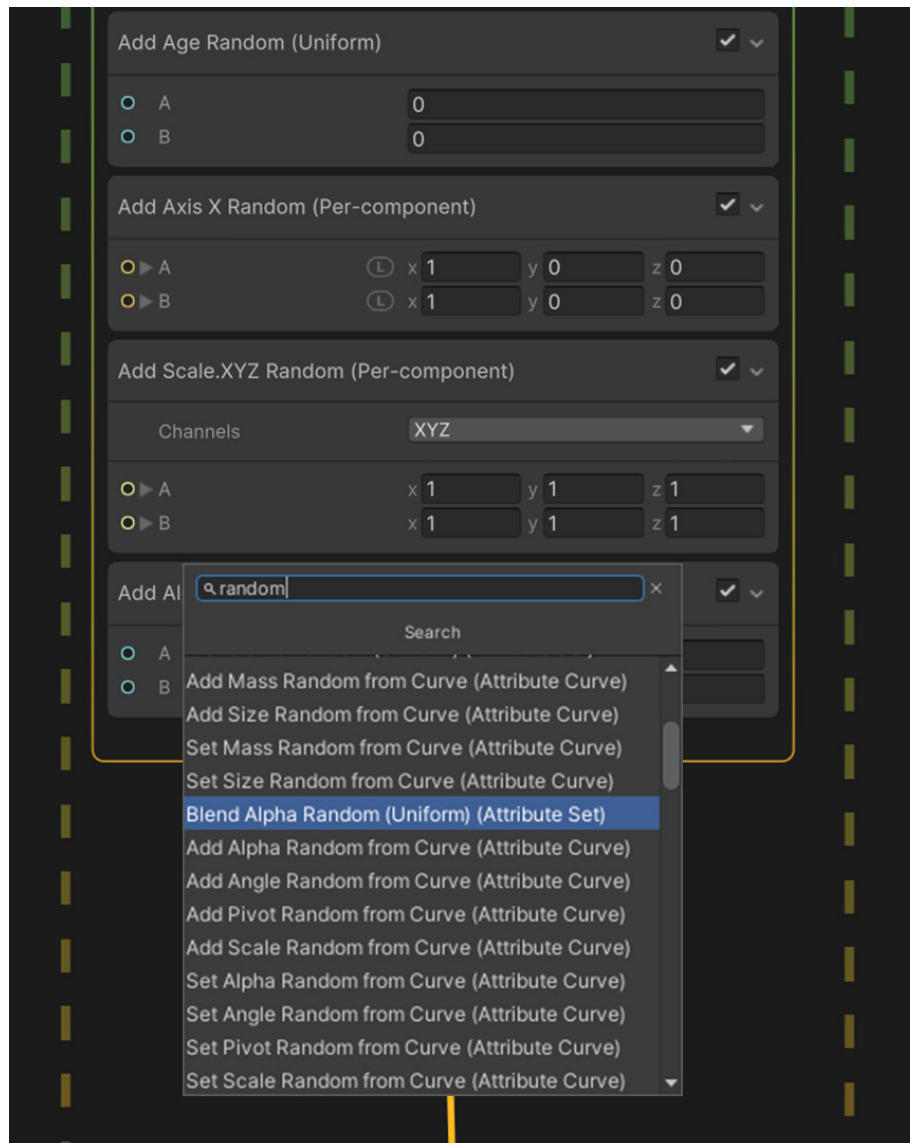 Add Age Random (Uniform)
A 0
B 0
Add Axis X Random (Per-component)
A L x 1 y 0 z 0
B L x 1 y 0 z 0
Add Scale.XYZ Random (Per-component)
Channels XYZ
A x 1 y 1 z 1
B x 1 y 1 z 1
Add Al
random
Search
A
B
Add Mass Random from Curve (Attribute Curve)
Add Size Random from Curve (Attribute Curve)
Set Mass Random from Curve (Attribute Curve)
Set Size Random from Curve (Attribute Curve)
Blend Alpha Random (Uniform) (Attribute Set)
Add Alpha Random from Curve (Attribute Curve)
Add Angle Random from Curve (Attribute Curve)
Add Pivot Random from Curve (Attribute Curve)
Add Scale Random from Curve (Attribute Curve)
Set Alpha Random from Curve (Attribute Curve)
Set Angle Random from Curve (Attribute Curve)
Set Pivot Random from Curve (Attribute Curve)
Set Scale Random from Curve (Attribute Curve)